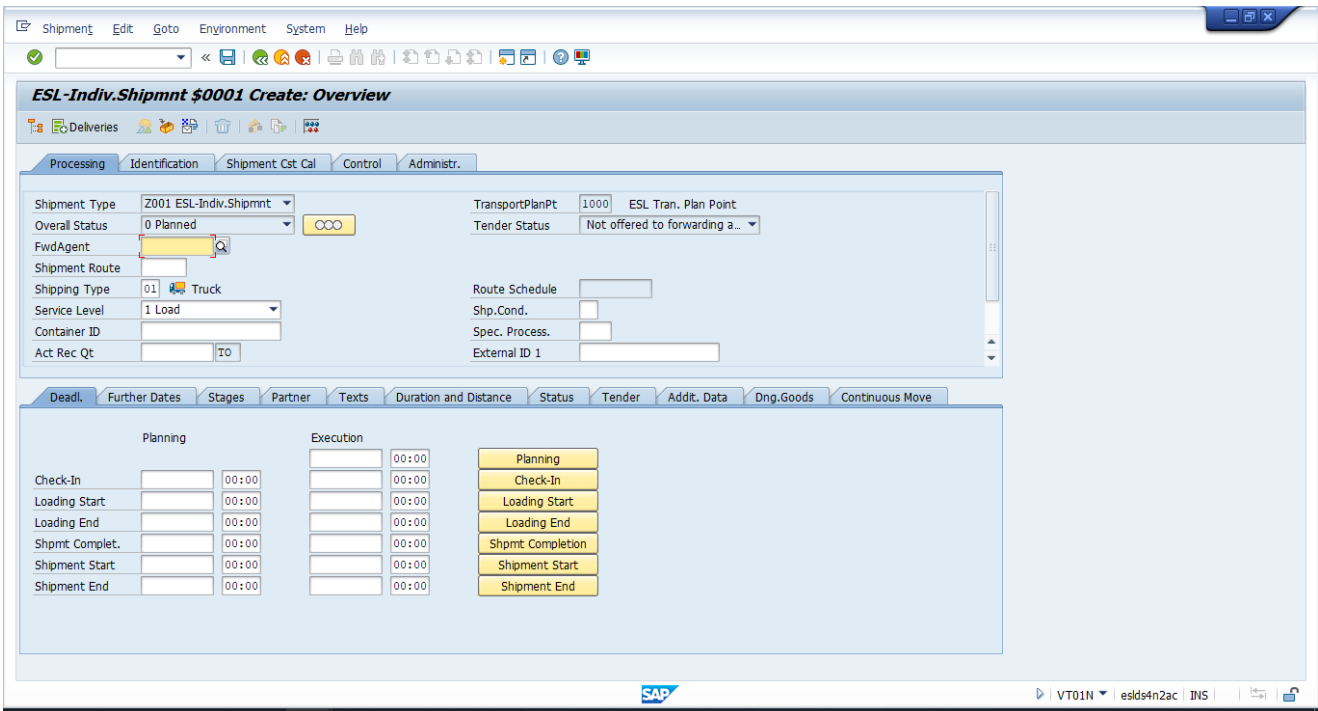 Shipment Edit Goto Environment System Help
ESL-Indiv.Shipmnt $0001 Create: Overview
Deliveries
Processing Identification Shipment Cst Cal Control Administr.
Shipment Type Z001 ESL-Indiv.Shipmnt TransportPlanPt 1000 ESL Tran. Plan Point
Overall Status 0 Planned Tender Status Not offered to forwarding a...
FwdAgent
Shipment Route
Shipping Type 01 Truck Route Schedule
Service Level 1 Load Shp.Cond.
Container ID Spec. Process.
Act Rec Qt TO External ID 1
Deadl. Further Dates Stages Partner Texts Duration and Distance Status Tender Addit. Data Dng.Goods Continuous Move
Planning Execution
00:00 Planning
Check-In 00:00 00:00 Check-In
Loading Start 00:00 00:00 Loading Start
Loading End 00:00 00:00 Loading End
Shpmt Complet. 00:00 00:00 Shpmt Completion
Shipment Start 00:00 00:00 Shipment Start
Shipment End 00:00 00:00 Shipment End
SAP VT01N eslds4n2ac INS